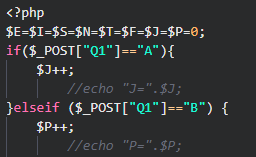 <?php
$E=$I=$S=$N=$T=$F=$J=$P=0;
if($_POST["Q1"]=="A"){
    $J++;
        //echo "J=".$J;
}elseif ($_POST["Q1"]=="B") {
    $P++;
        //echo "P=".$P;